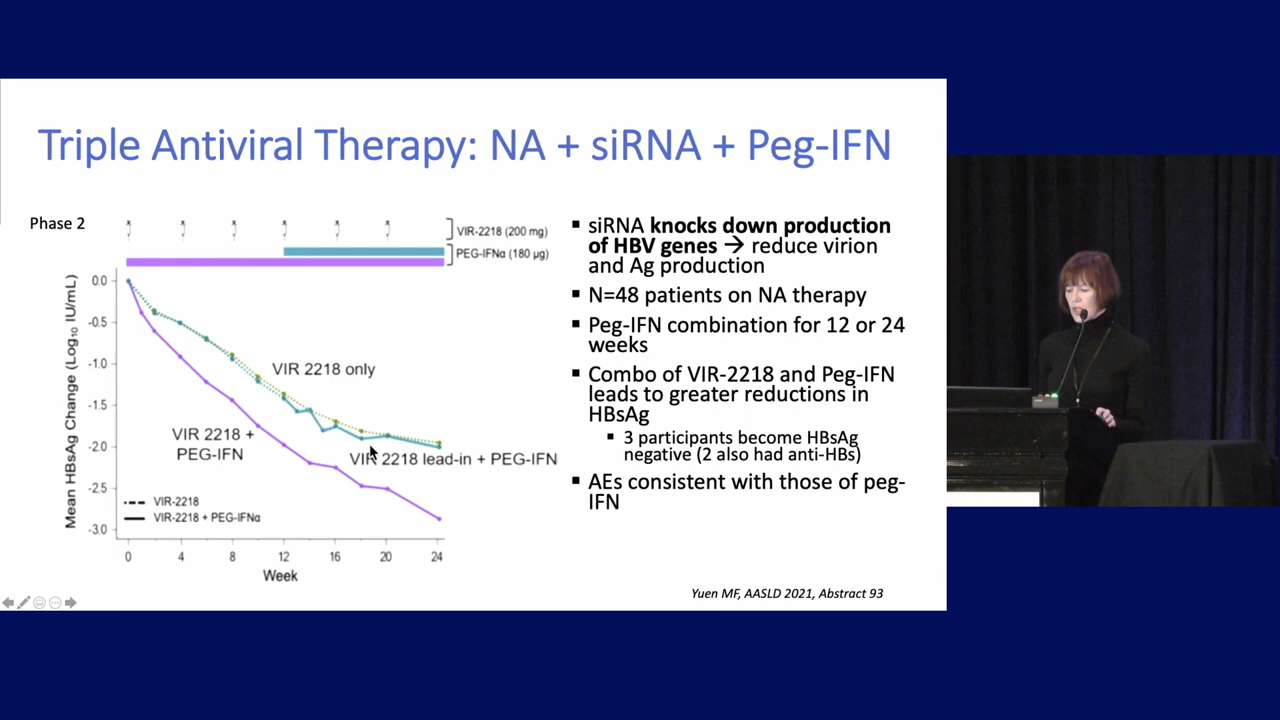 Triple Antiviral Therapy: NA + siRNA + Peg-IFN
Phase 2
VIR-2218 (200 mg)
PEG-IFNα (180 µg)
Mean HBsAg Change (Log₁₀ IU/mL)
0.0
-0.5
-1.0
-1.5
-2.0
-2.5
-3.0
VIR 2218 only
VIR 2218 +
PEG-IFN
VIR 2218 lead-in + PEG-IFN
VIR-2218
VIR-2218 + PEG-IFNα
0 4 8 12 16 20 24
Week
▪ siRNA knocks down production
of HBV genes → reduce virion
and Ag production
▪ N=48 patients on NA therapy
▪ Peg-IFN combination for 12 or 24
weeks
▪ Combo of VIR-2218 and Peg-IFN
leads to greater reductions in
HBsAg
▪ 3 participants become HBsAg
negative (2 also had anti-HBs)
▪ AEs consistent with those of peg-
IFN
Yuen MF, AASLD 2021, Abstract 93